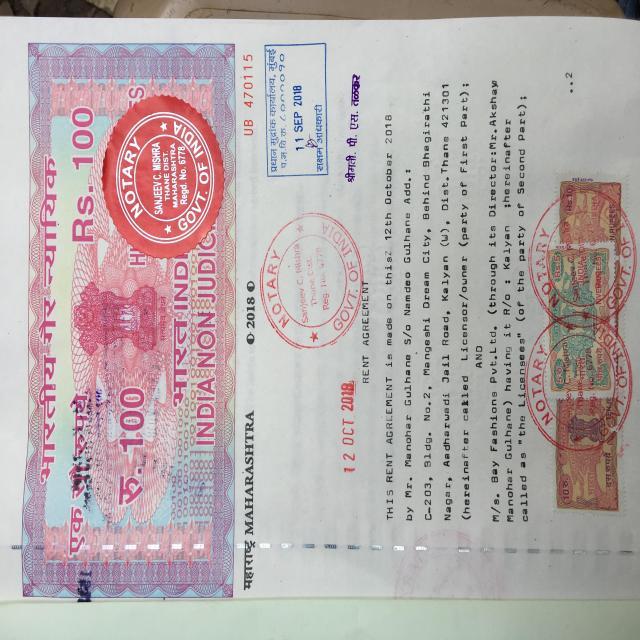 भारतीय गैर न्यायिक
एक सौ रुपये
Rs. 100
रु. 100
भारत INDIA
INDIA NON JUDICIAL
NOTARY
SANJEEV C. MISHRA
THANE DIST.
MAHARASHTRA
Regd. No. 6778
GOVT. OF INDIA
महाराष्ट्र MAHARASHTRA
2018
UB 470115
प्रधान मुद्रांक कार्यालय, मुंबई
11 SEP 2018
सक्षम अधिकारी
श्रीमती पी. एस. तळकर
NOTARY
Sanjeev C. Mishra
Thane Dist.
Reg. No. 6778
GOVT. OF INDIA
12 OCT 2018
RENT AGREEMENT
THIS RENT AGREEMENT is made on this 12th October 2018
by Mr. Manohar Gulhane S/o Namdeo Gulhane Add.:
C-203, Bldg. No.2, Mangeshi Dream City, Behind Bhagirathi
Nagar, Aadharwadi Jail Road, Kalyan (W), Dist.Thans 421301
(hereinafter called Licensor/owner (party of First Part);
AND
M/s. Bay Fashions Pvt.Ltd. (through its Director:Mr.Akshay
Manohar Gulhane) having it R/o : Kalyan ;hereinafter
called as "the Licensees" (of the party of Second Part);
..2
NOTARY
NOTARY
GOVT. OF INDIA
10 रु.
Rs. 10